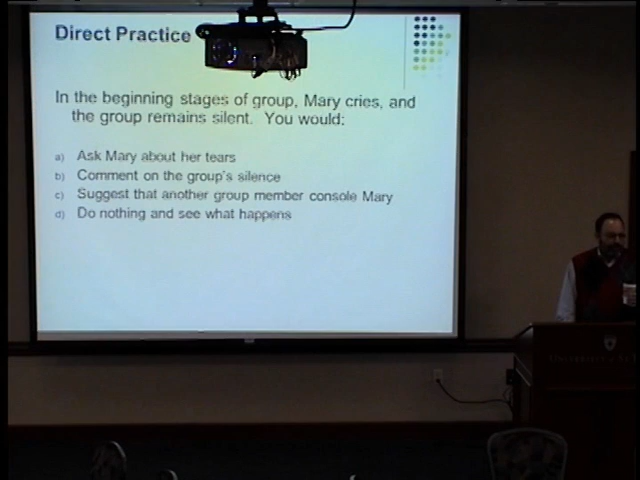 Direct Practice
In the beginning stages of group, Mary cries, and
the group remains silent. You would:
a) Ask Mary about her tears
b) Comment on the group's silence
c) Suggest that another group member console Mary
d) Do nothing and see what happens